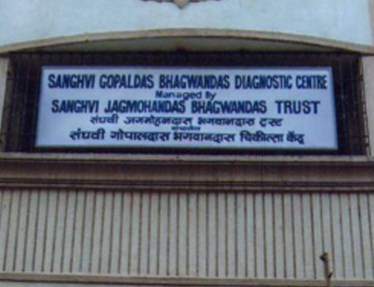 SANGHVI GOPALDAS BHAGWANDAS DIAGNOSTIC CENTRE
Managed By
SANGHVI JAGMOHANDAS BHAGWANDAS TRUST
संघवी जगमोहनदास भगवानदास ट्रस्ट
संघवी गोपालदास भगवानदास चिकीत्सा केंद्र